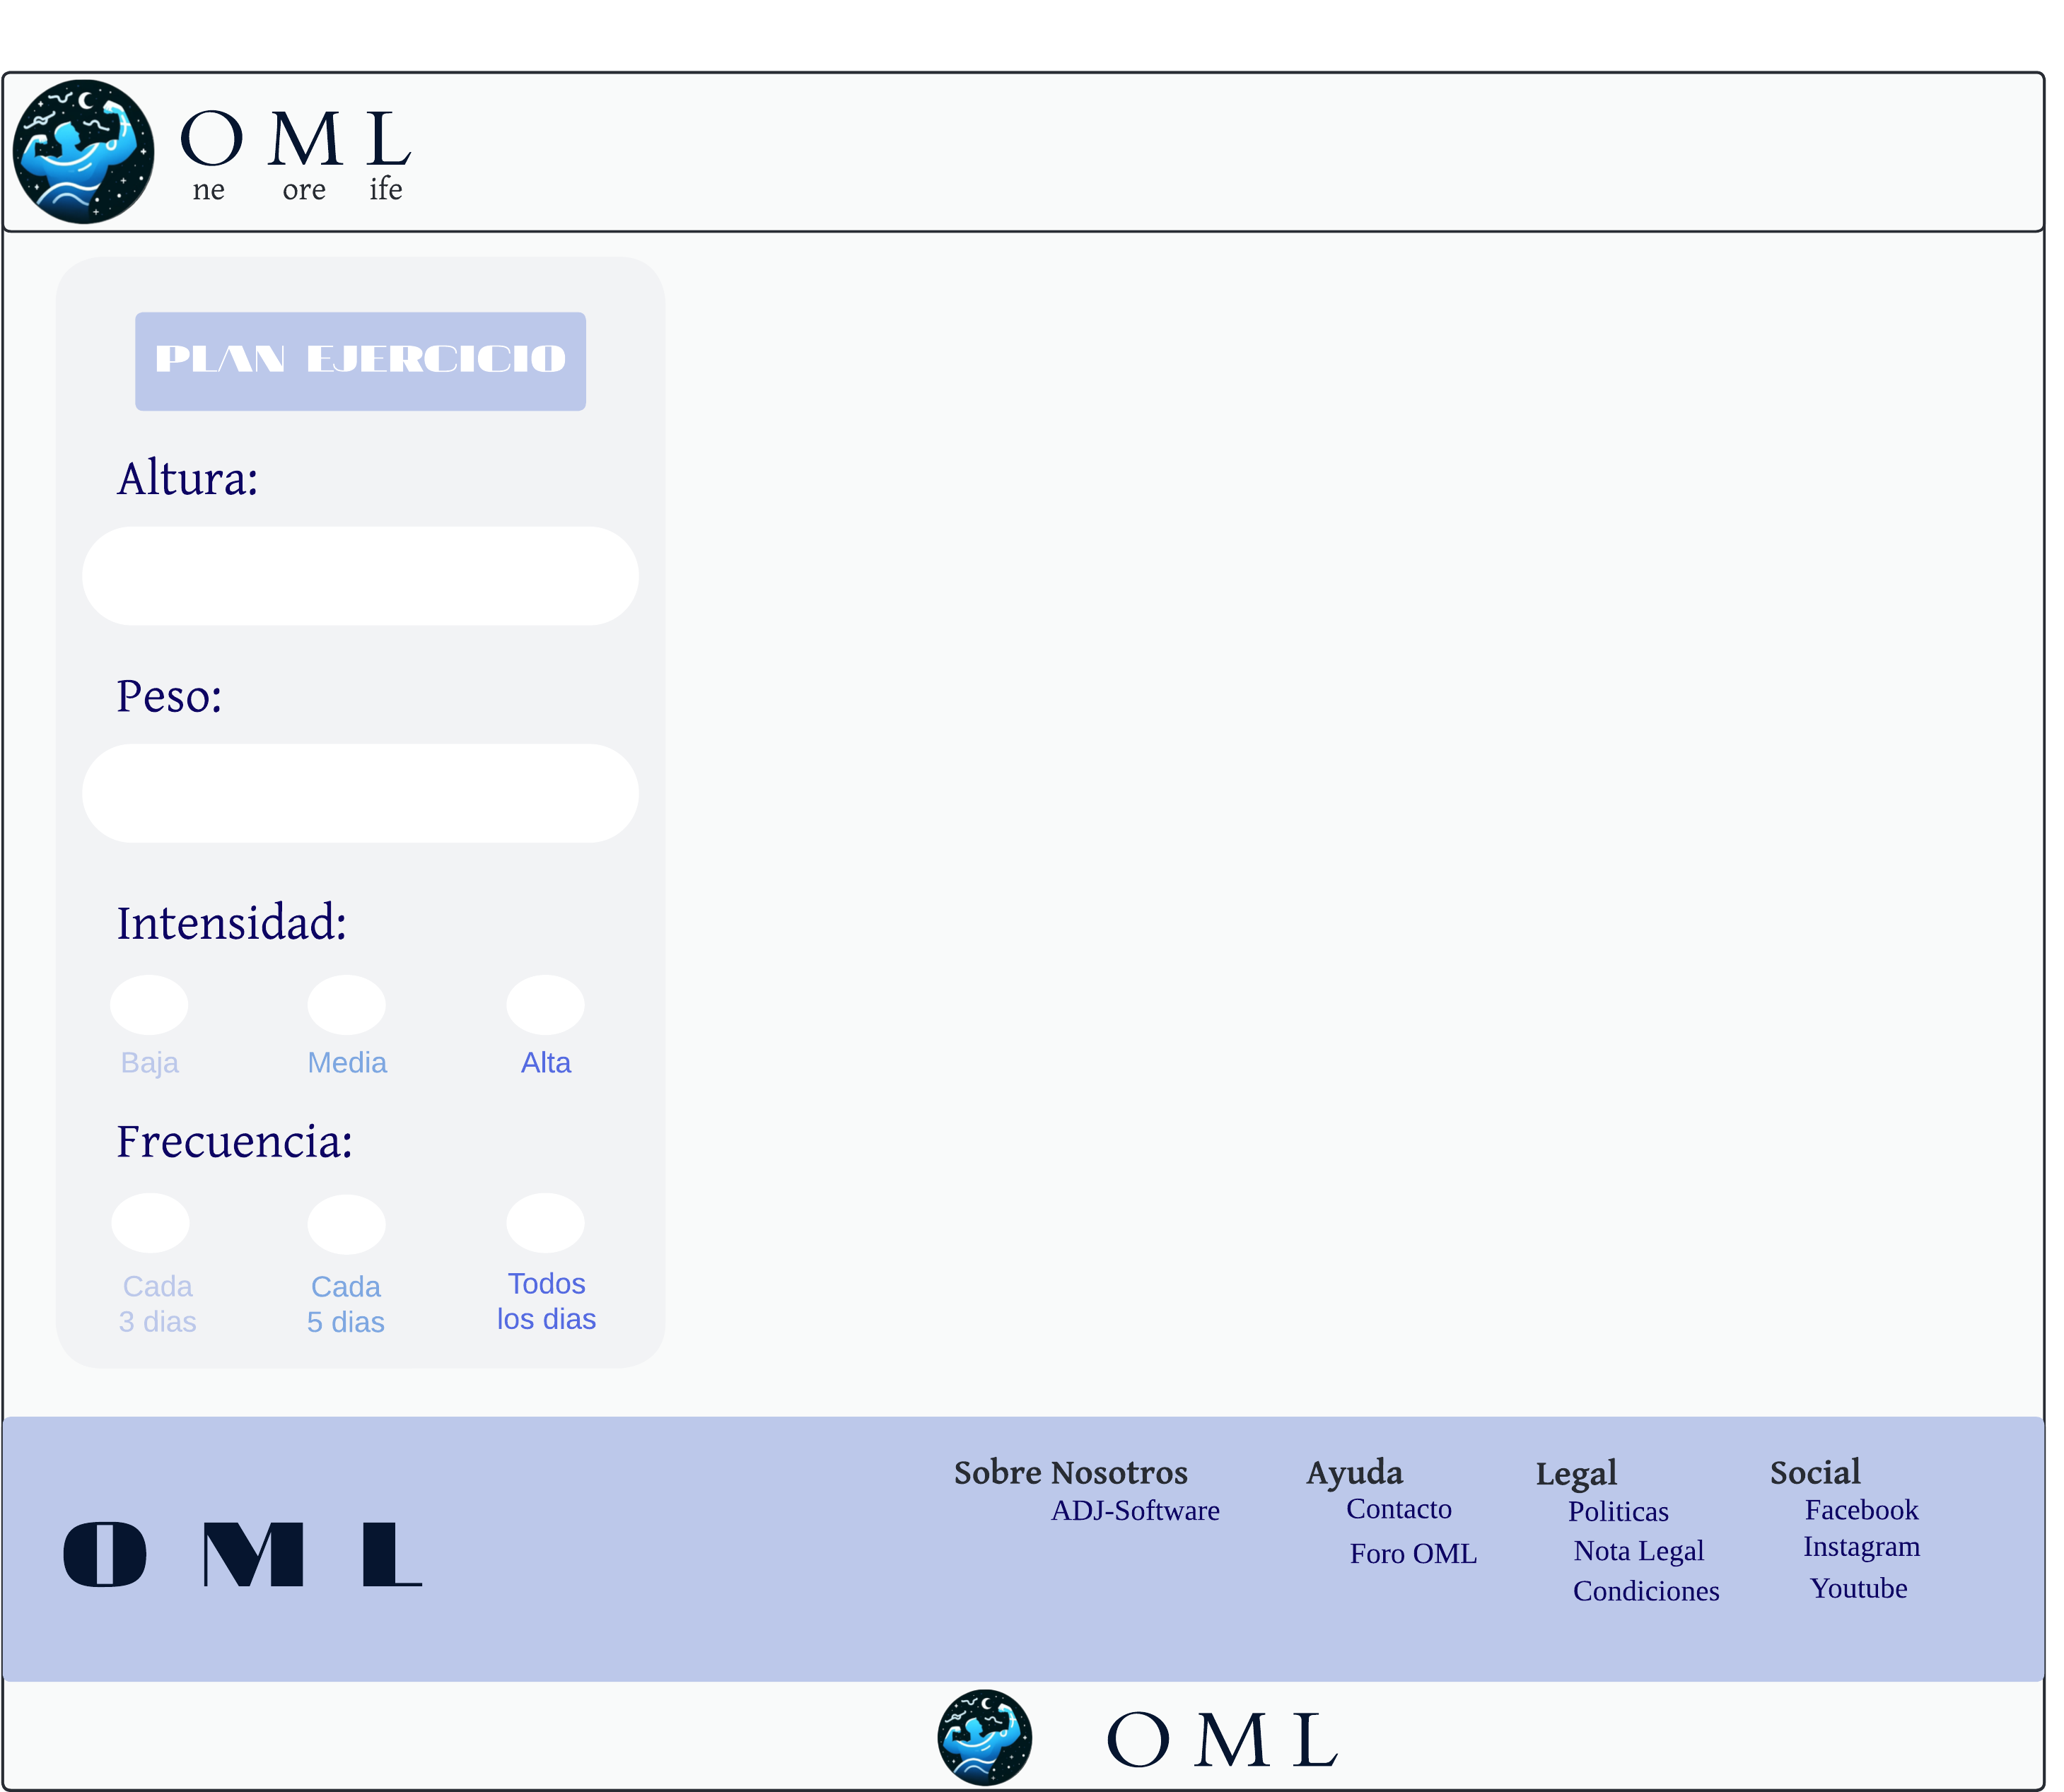 O M L
ne ore ife
PLAN EJERCICIO
Altura:
Peso:
Intensidad:
Baja Media Alta
Frecuencia:
Cada Cada Todos
3 dias 5 dias los dias
O M L
Sobre Nosotros Ayuda Legal Social
ADJ-Software Contacto Politicas Facebook
Foro OML Nota Legal Instagram
Condiciones Youtube
O M L